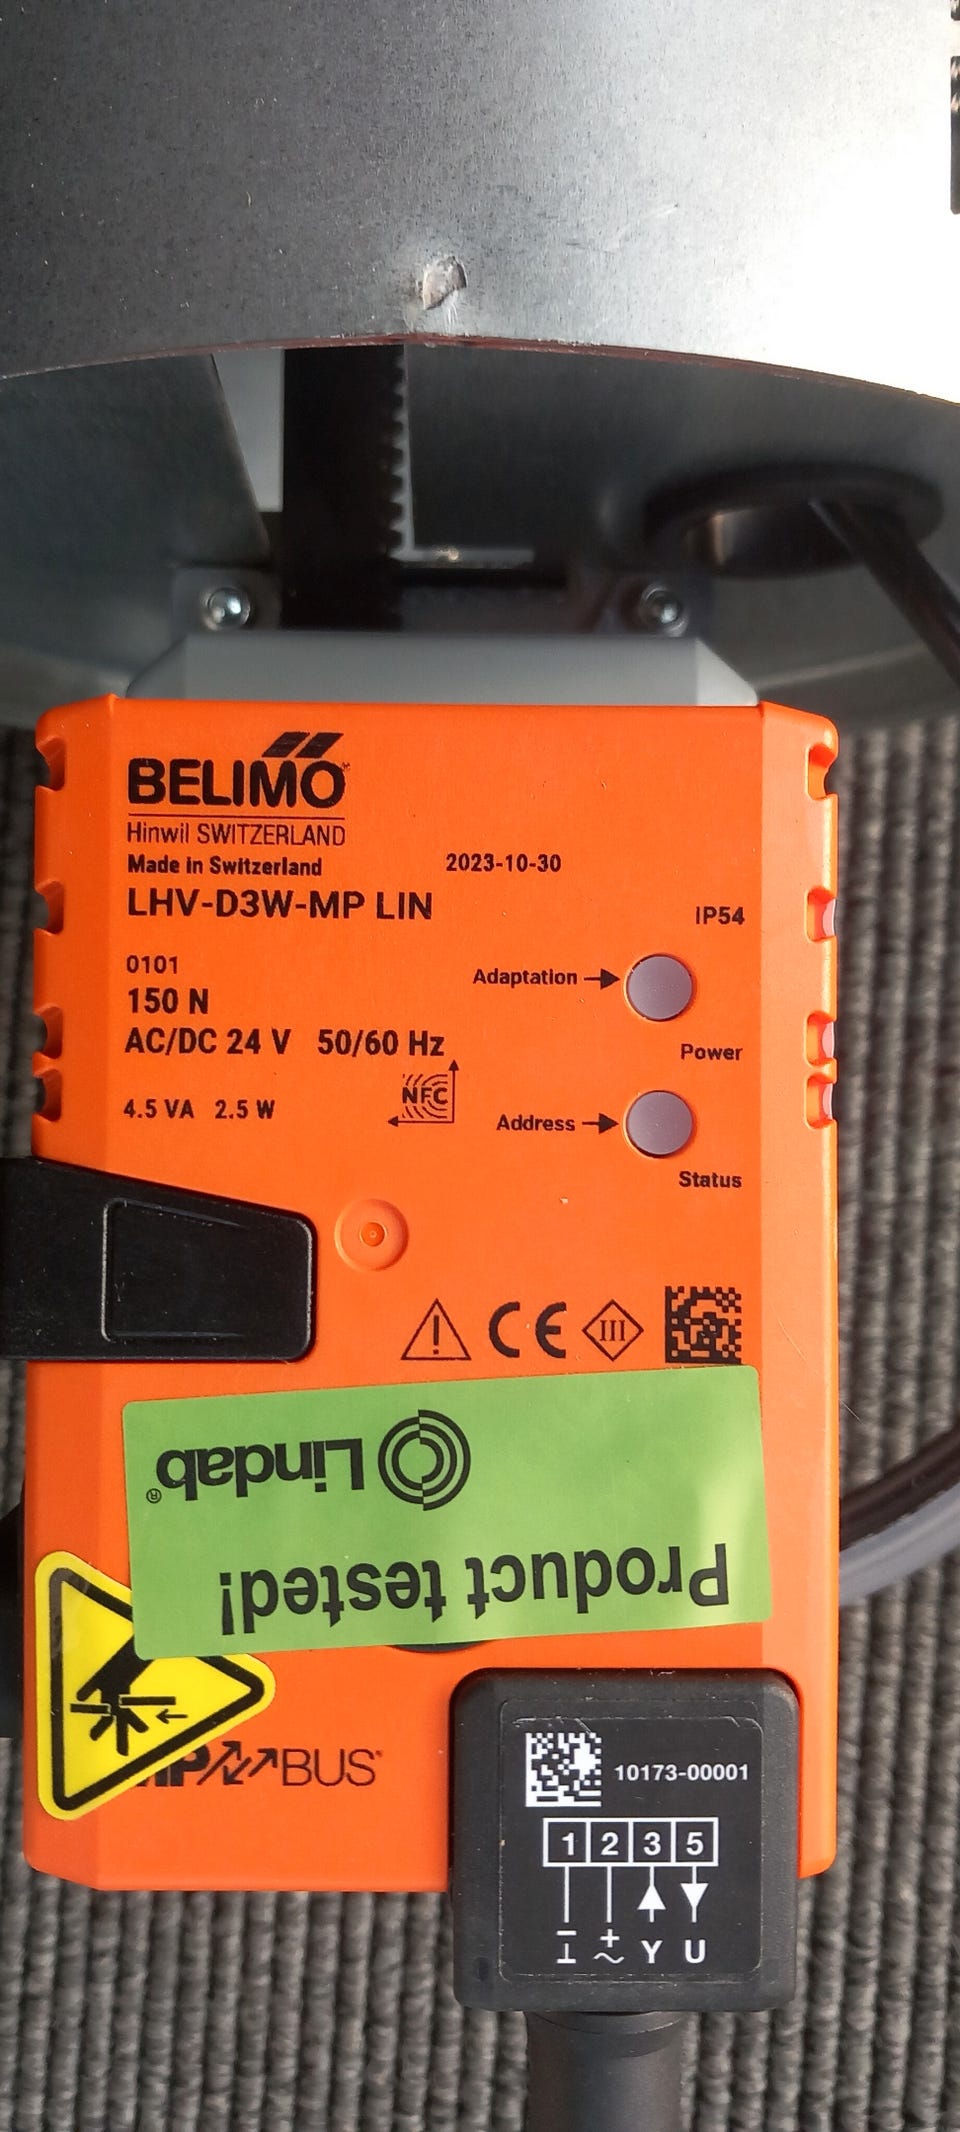 BELIMO®
Hinwil SWITZERLAND
Made in Switzerland 2023-10-30
LHV-D3W-MP LIN
IP54
0101
Adaptation
150 N
AC/DC 24 V 50/60 Hz
Power
NFC
4.5 VA 2.5 W
Address
Status
CE III
Lindab®
Product tested!
MP BUS®
10173-00001
1 2 3 5
Y U